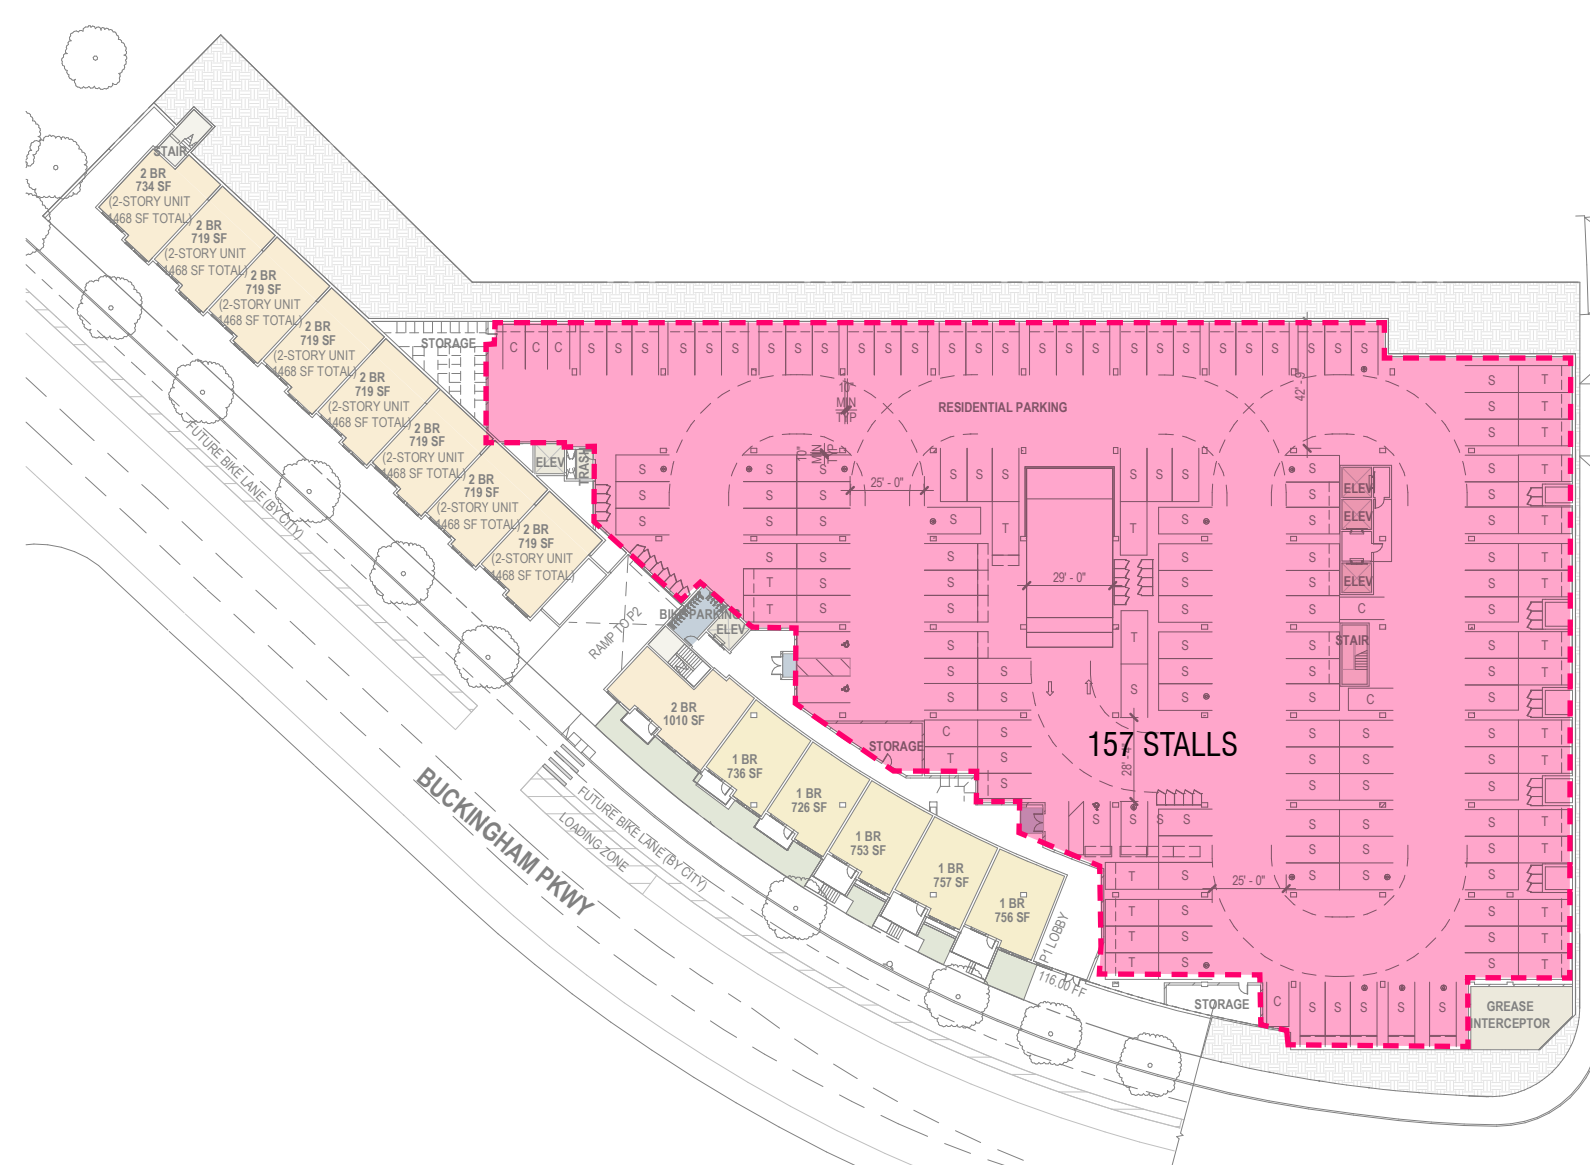 STAIR
2 BR
734 SF
(2-STORY UNIT
1468 SF TOTAL)
2 BR
719 SF
(2-STORY UNIT
1468 SF TOTAL)
2 BR
719 SF
(2-STORY UNIT
1468 SF TOTAL)
2 BR
719 SF
(2-STORY UNIT
1468 SF TOTAL)
2 BR
719 SF
(2-STORY UNIT
1468 SF TOTAL)
2 BR
719 SF
(2-STORY UNIT
1468 SF TOTAL)
2 BR
719 SF
(2-STORY UNIT
1468 SF TOTAL)
2 BR
719 SF
(2-STORY UNIT
1468 SF TOTAL)
STORAGE
C C C S S S S S S S S S S S S S S S S S S S S S S S S S S S
RESIDENTIAL PARKING
10"
MIN
TYP
10"
MIN
TYP
42' - 9"
25' - 0"
29' - 0"
ELEV
TRASH
ELEV
ELEV
ELEV
STAIR
FUTURE BIKE LANE (BY CITY)
RAMP TO P2
BIKE PARKING
ELEV
2 BR
1010 SF
1 BR
736 SF
1 BR
726 SF
1 BR
753 SF
1 BR
757 SF
1 BR
756 SF
STORAGE
157 STALLS
28' - 4"
25' - 0"
BUCKINGHAM PKWY
FUTURE BIKE LANE (BY CITY)
LOADING ZONE
P1 LOBBY
116.00 FF
STORAGE
C S S S S S
GREASE
INTERCEPTOR